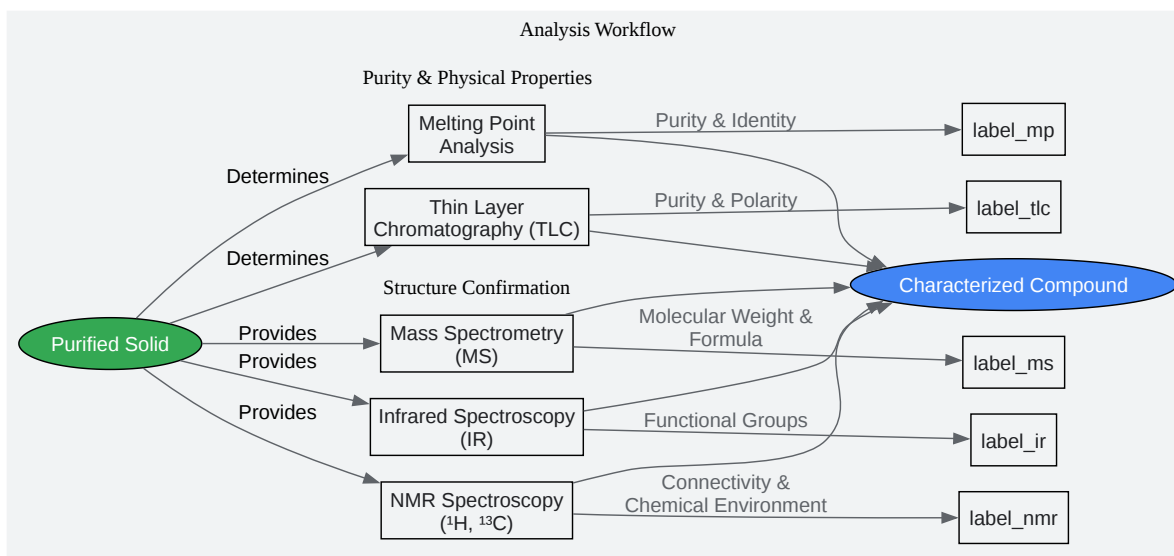 Analysis Workflow
Purity & Physical Properties
Melting Point
Analysis
Purity & Identity
label_mp
Determines
Thin Layer
Chromatography (TLC)
Purity & Polarity
label_tlc
Determines
Structure Confirmation
Characterized Compound
Purified Solid
Provides
Mass Spectrometry
(MS)
Molecular Weight &
Formula
label_ms
Provides
Infrared Spectroscopy
(IR)
Functional Groups
label_ir
Provides
NMR Spectroscopy
(¹H, ¹³C)
Connectivity &
Chemical Environment
label_nmr